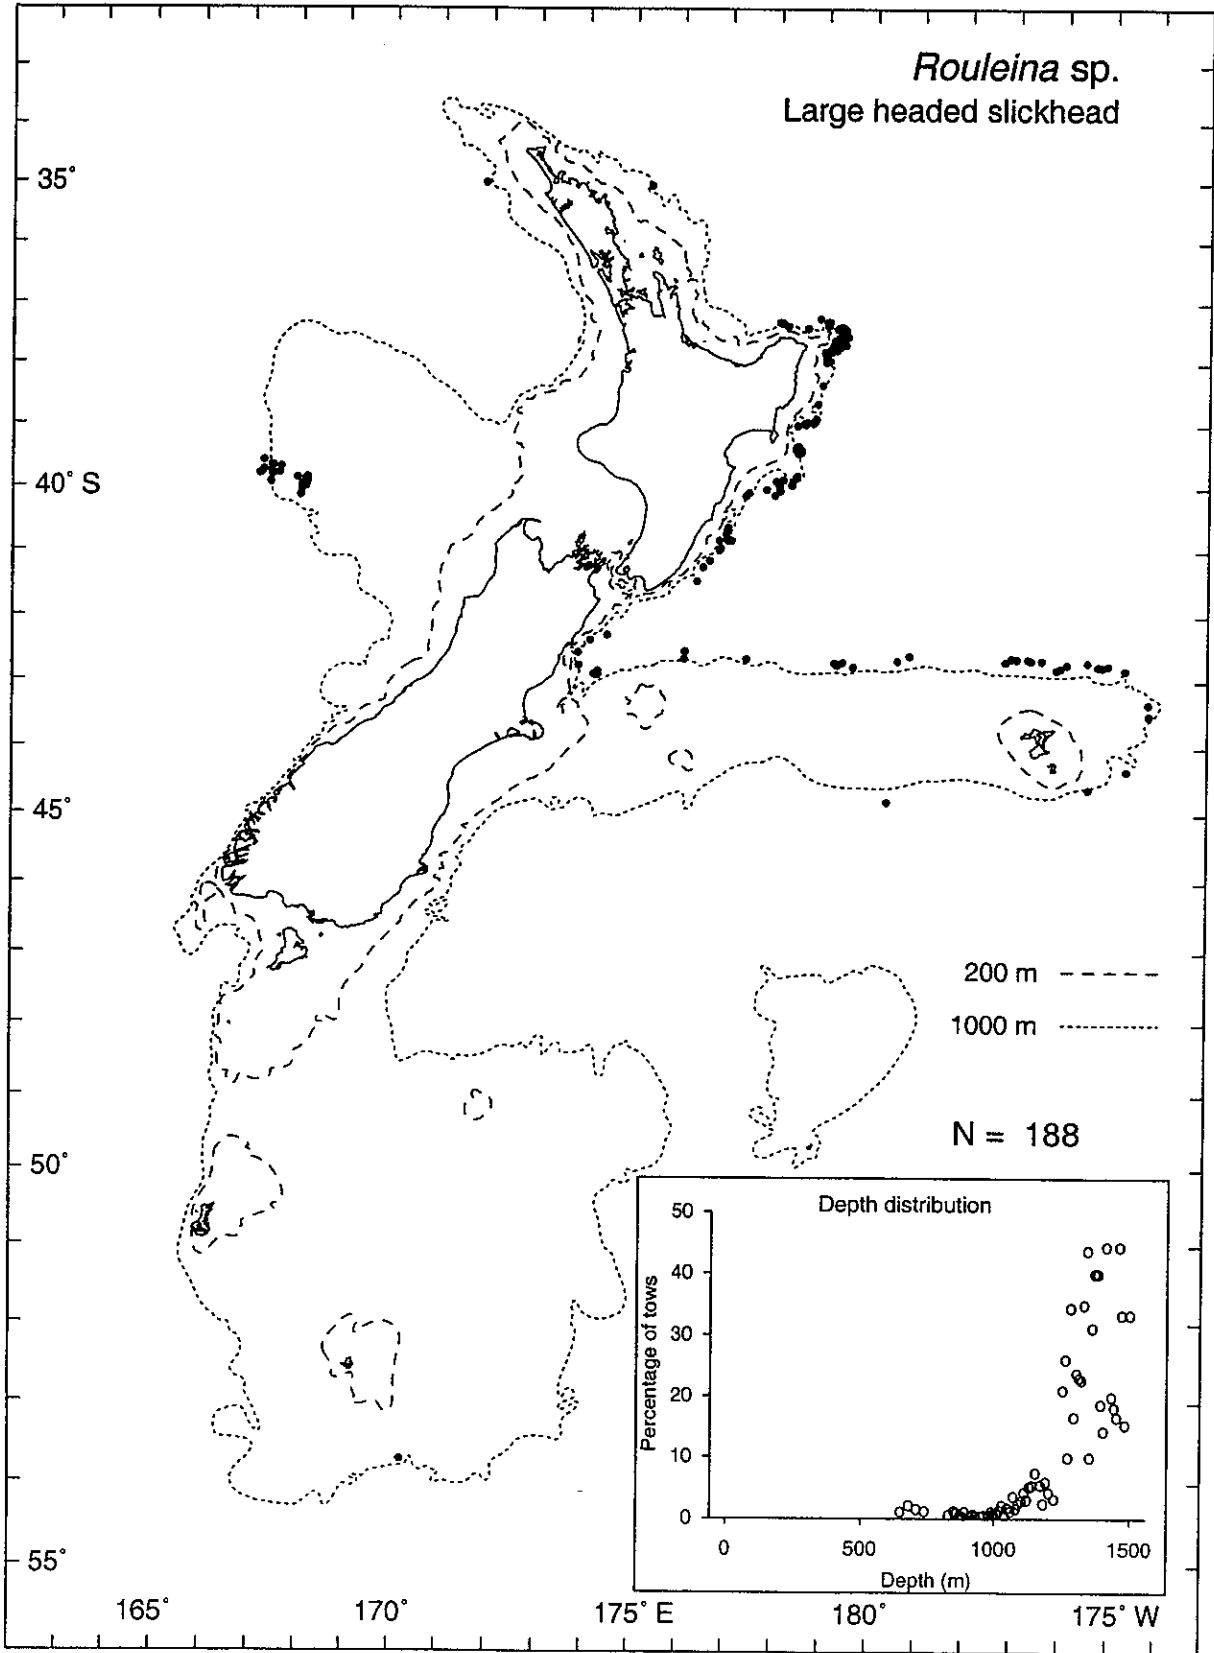 Rouleina sp.
Large headed slickhead
35°
40° S
45°
50°
55°
200 m
1000 m
N = 188
Depth distribution
50
40
30
20
10
0
Percentage of tows
0 500 1000 1500
Depth (m)
165° 170° 175° E 180° 175° W